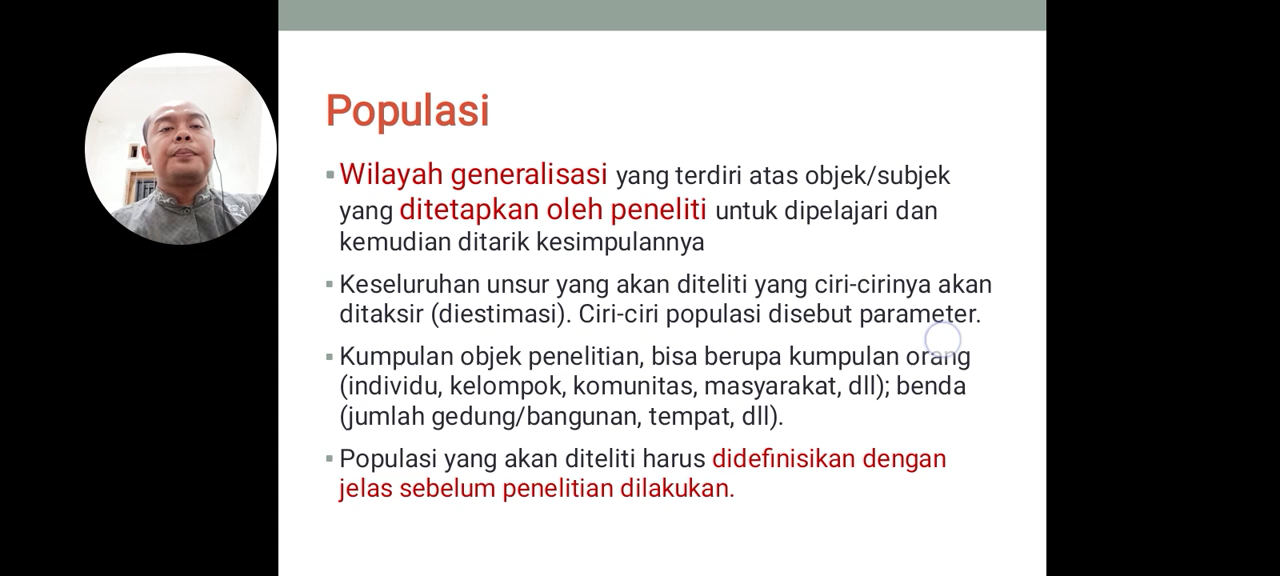 Populasi
Wilayah generalisasi yang terdiri atas objek/subjek
yang ditetapkan oleh peneliti untuk dipelajari dan
kemudian ditarik kesimpulannya
Keseluruhan unsur yang akan diteliti yang ciri-cirinya akan
ditaksir (diestimasi). Ciri-ciri populasi disebut parameter.
Kumpulan objek penelitian, bisa berupa kumpulan orang
(individu, kelompok, komunitas, masyarakat, dll); benda
(jumlah gedung/bangunan, tempat, dll).
Populasi yang akan diteliti harus didefinisikan dengan
jelas sebelum penelitian dilakukan.